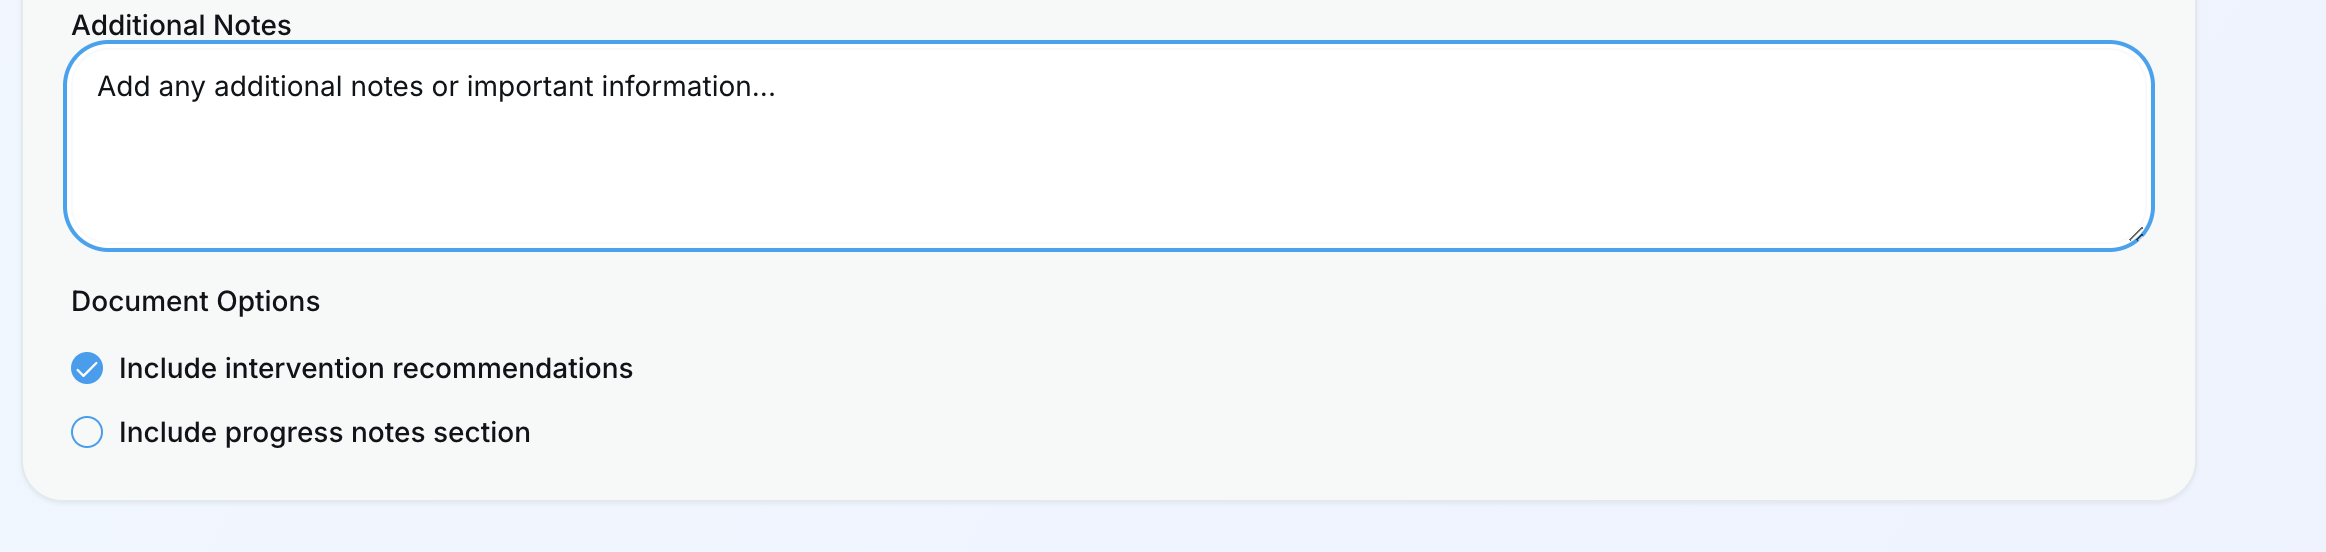 Additional Notes
Add any additional notes or important information...
Document Options
Include intervention recommendations
Include progress notes section